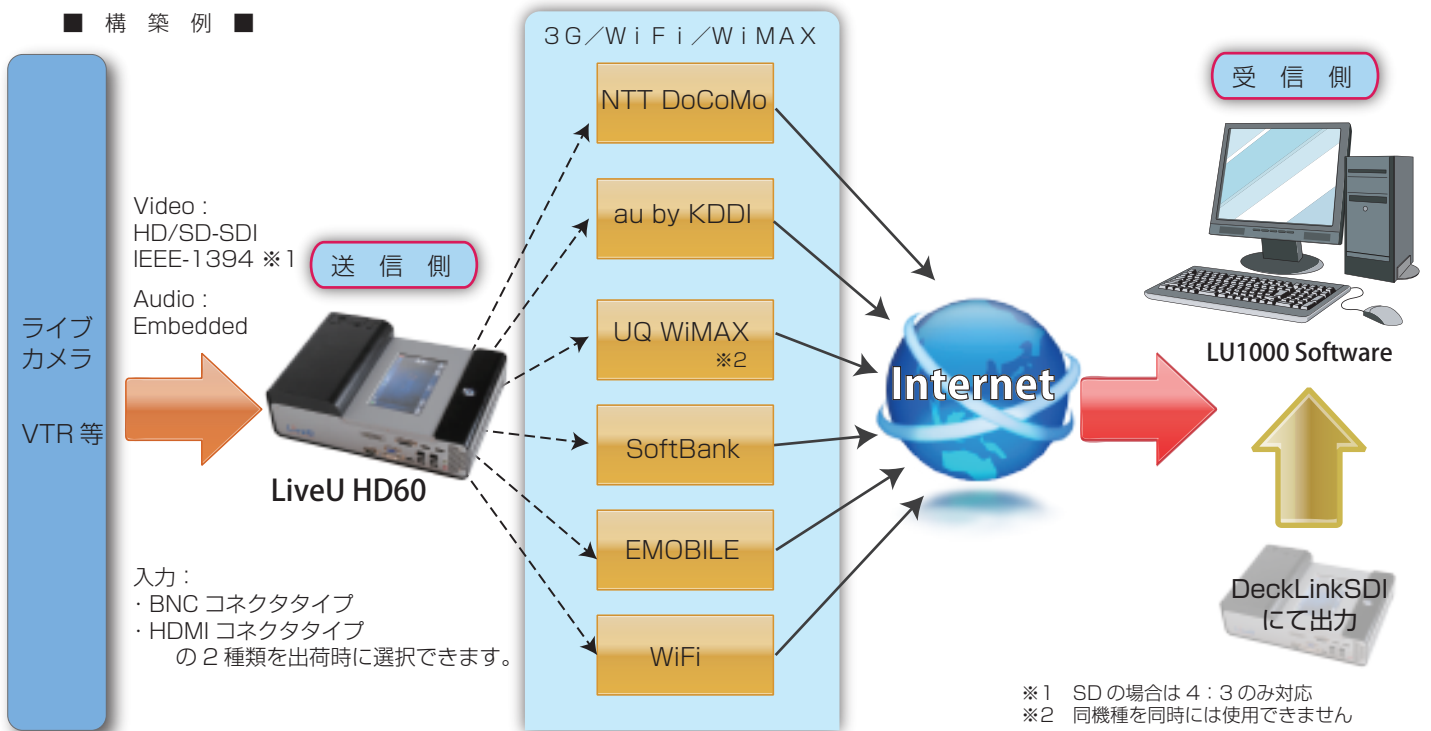 ■ 構 築 例 ■
3G／WiFi／WiMAX
NTT DoCoMo
au by KDDI
UQ WiMAX
※2
SoftBank
EMOBILE
WiFi
ライブ
カメラ
VTR 等
Video :
HD/SD-SDI
IEEE-1394 ※1
Audio :
Embedded
送 信 側
LiveU
LiveU HD60
入力 :
・BNC コネクタタイプ
・HDMI コネクタタイプ
の 2 種類を出荷時に選択できます。
Internet
受 信 側
LU1000 Software
DeckLinkSDI
にて出力
※1 SD の場合は 4：3 のみ対応
※2 同機種を同時には使用できません